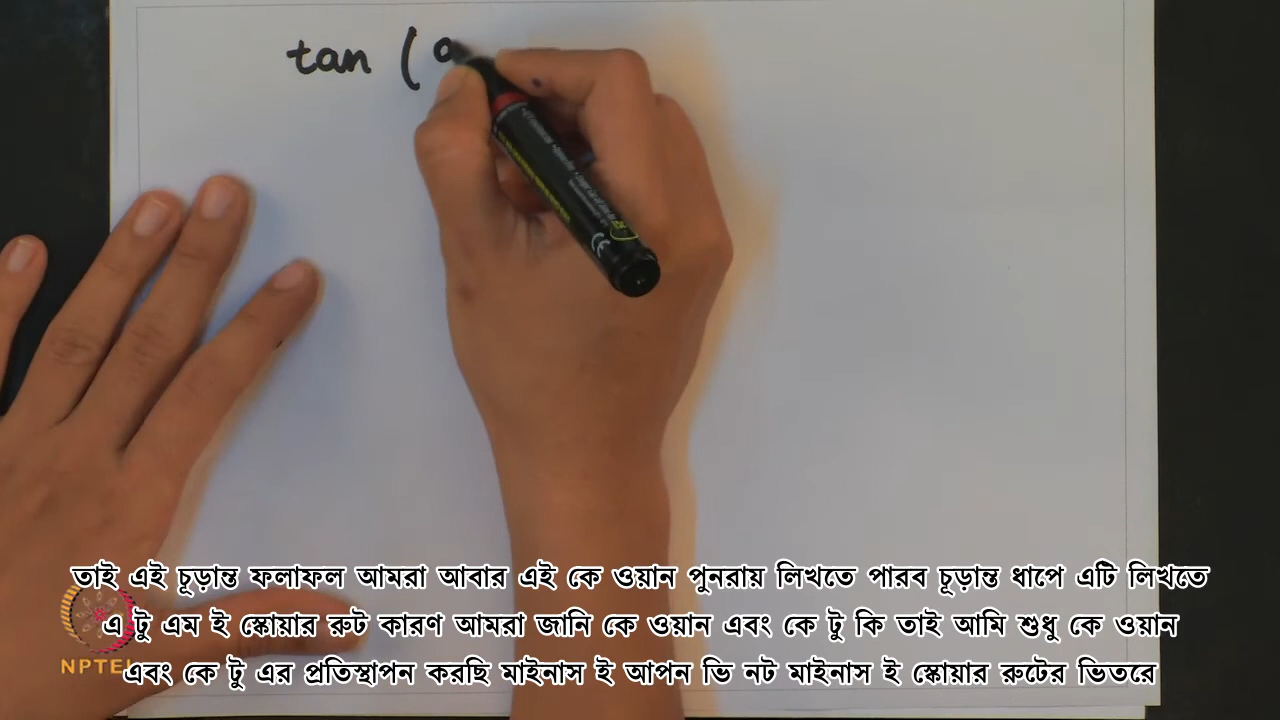 tan (a
তাই এই চূড়ান্ত ফলাফল আমরা আবার এই কে ওয়ান পুনরায় লিখতে পারব চূড়ান্ত ধাপে এটি লিখতে
এ টু এম ই স্কোয়ার রুট কারণ আমরা জানি কে ওয়ান এবং কে টু কি তাই আমি শুধু কে ওয়ান
এবং কে টু এর প্রতিস্থাপন করছি মাইনাস ই আপন ভি নট মাইনাস ই স্কোয়ার রুটের ভিতরে
NPTEL